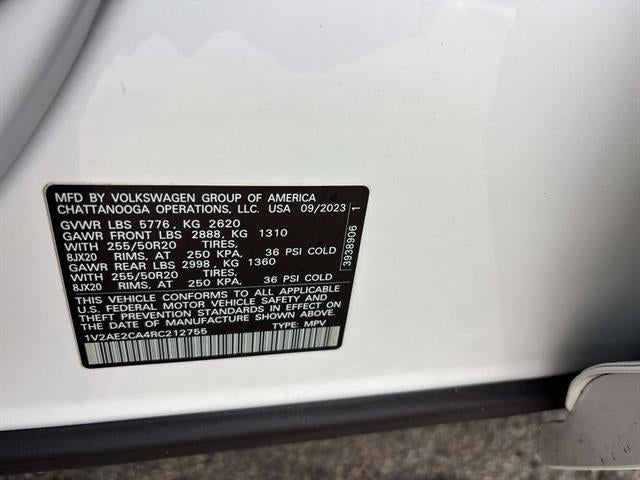 MFD BY VOLKSWAGEN GROUP OF AMERICA
CHATTANOOGA OPERATIONS, LLC. USA 09/2023
GVWR LBS 5776, KG 2620
GAWR FRONT LBS 2888, KG 1310
WITH 255/50R20 TIRES,
8JX20 RIMS, AT 250 KPA, 36 PSI COLD
GAWR REAR LBS 2998, KG 1360
WITH 255/50R20 TIRES,
8JX20 RIMS, AT 250 KPA, 36 PSI COLD
THIS VEHICLE CONFORMS TO ALL APPLICABLE
U.S. FEDERAL MOTOR VEHICLE SAFETY AND
THEFT PREVENTION STANDARDS IN EFFECT ON
THE DATE OF MANUFACTURE SHOWN ABOVE
1V2AE2CA4RC212755 TYPE: MPV
3938906 1